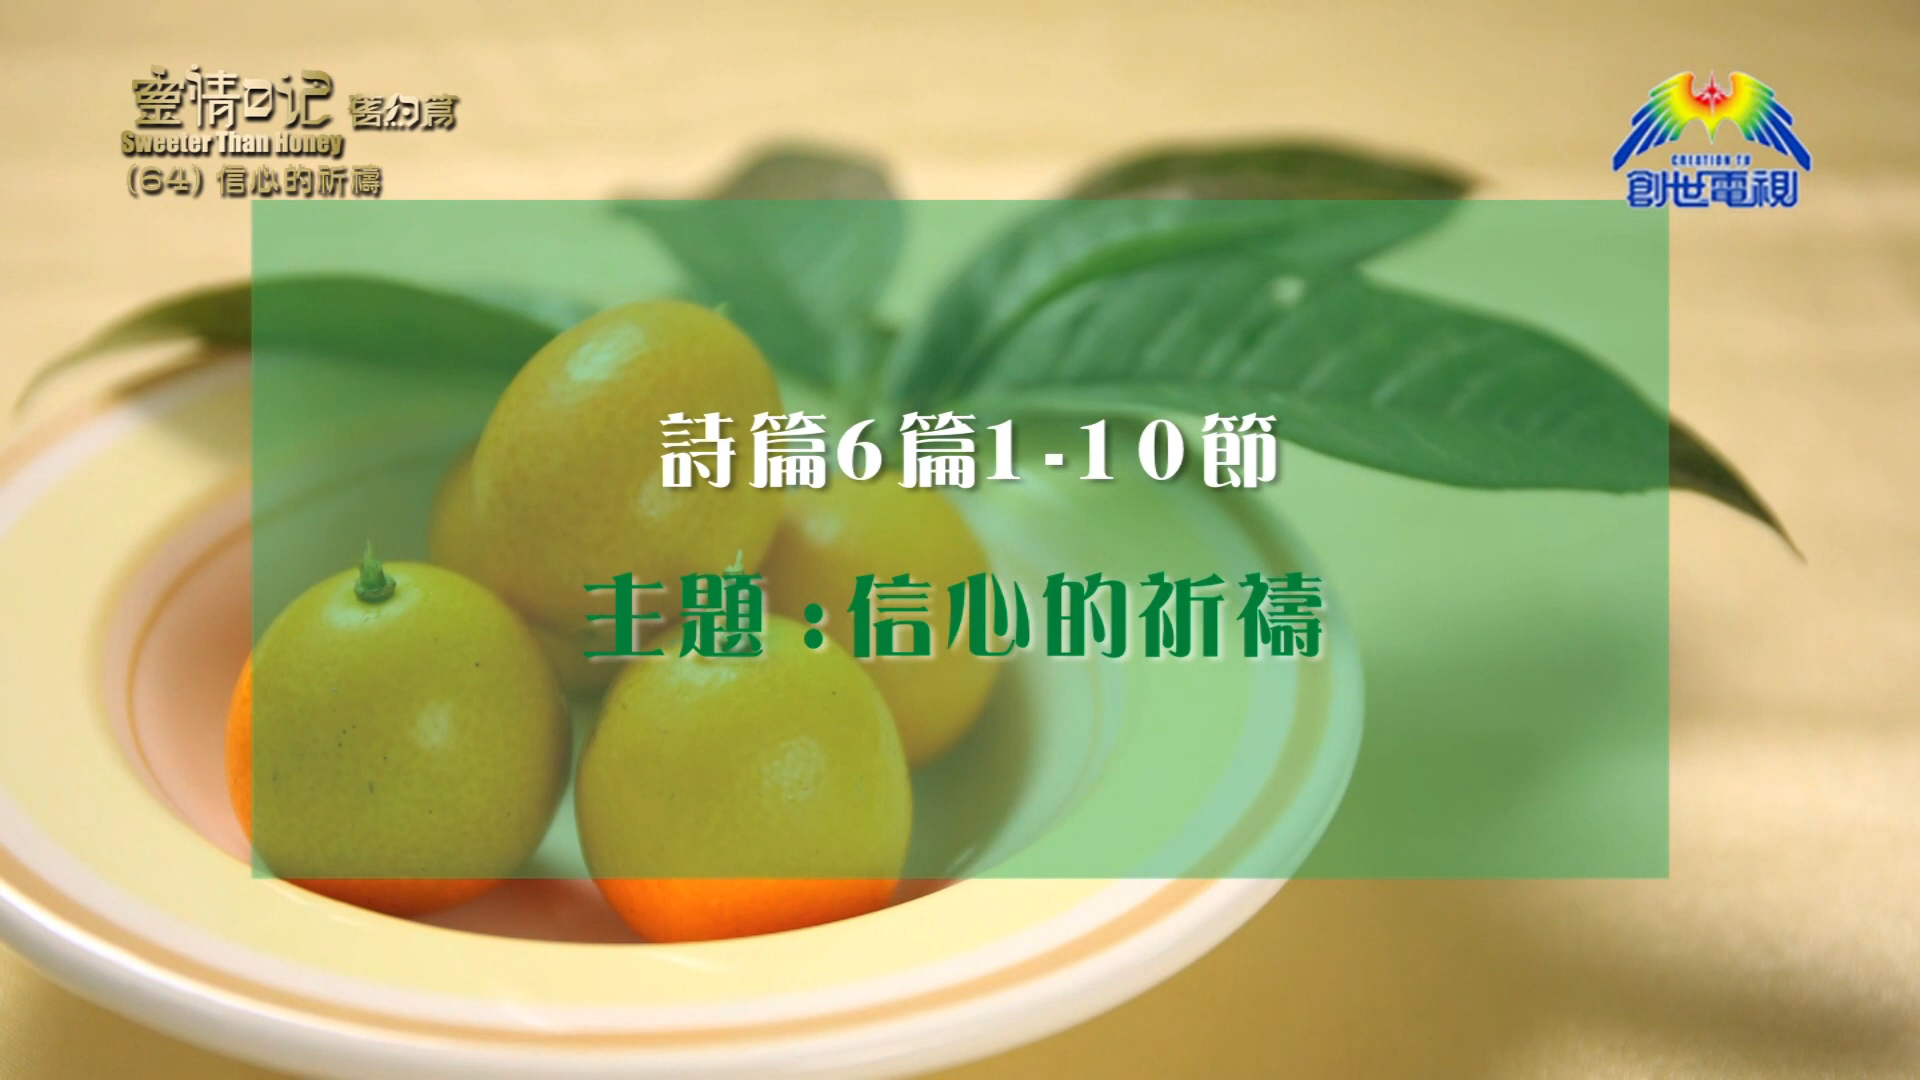 靈情日记 舊約篇
Sweeter Than Honey
(64) 信心的祈禱
CREATION TV
創世電視
詩篇6篇1-10節
主題:信心的祈禱